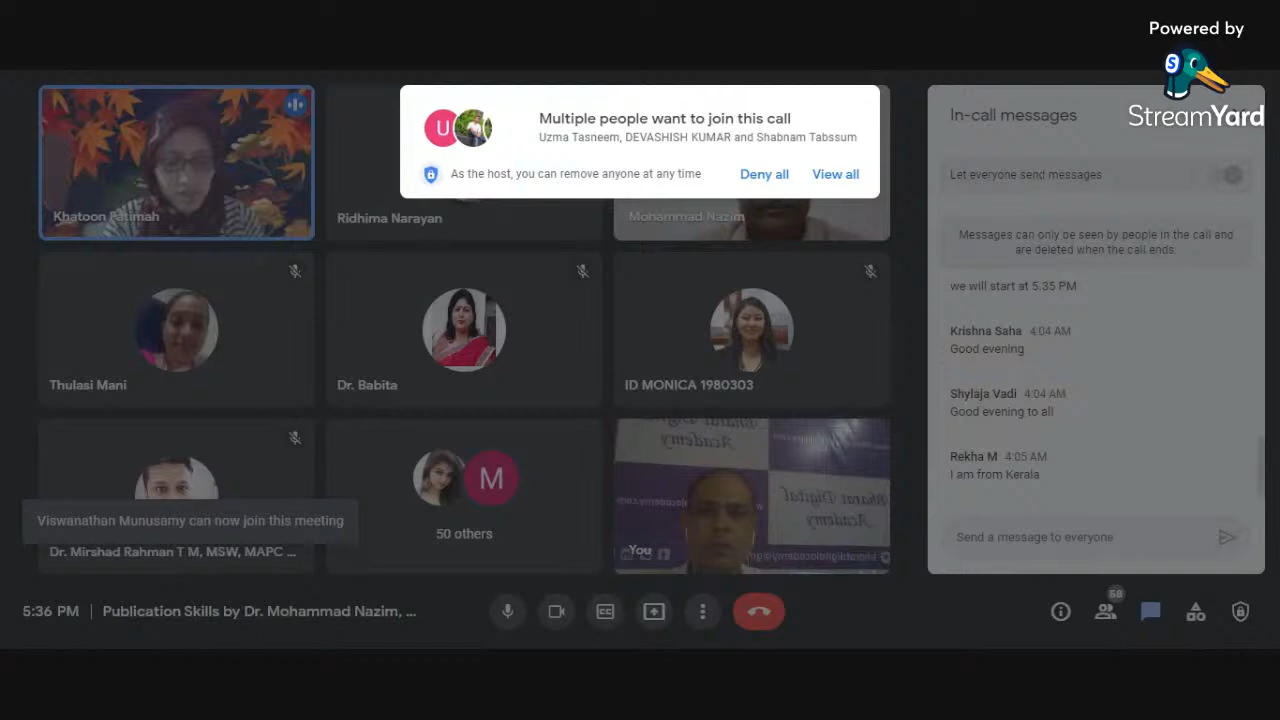 Powered by
StreamYard
Multiple people want to join this call
Uzma Tasneem, DEVASHISH KUMAR and Shabnam Tabssum
As the host, you can remove anyone at any time
Deny all
View all
U
Khatoon Fatimah
Ridhima Narayan
Mohammad Nazim
Thulasi Mani
Dr. Babita
ID MONICA 1980303
M
50 others
Viswanathan Munusamy can now join this meeting
Dr. Mirshad Rahman T M, MSW, MAPC ...
Bharat Digital
Academy
Bharat Digital
Academy
You
In-call messages
Let everyone send messages
Messages can only be seen by people in the call and
are deleted when the call ends.
we will start at 5.35 PM
Krishna Saha 4:04 AM
Good evening
Shylaja Vadi 4:04 AM
Good evening to all
Rekha M 4:05 AM
I am from Kerala
Send a message to everyone
5:36 PM | Publication Skills by Dr. Mohammad Nazim, ...
58